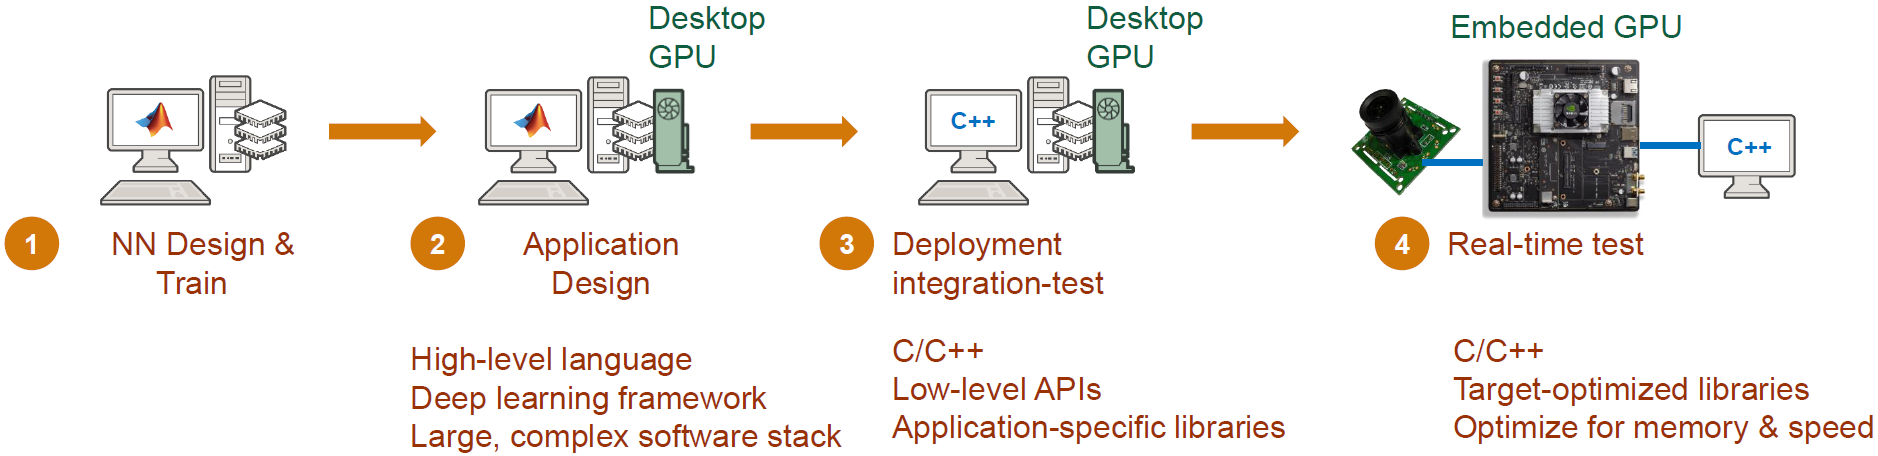 Desktop
GPU
Desktop
GPU
Embedded GPU
C++
C++
1
NN Design &
Train
2
Application
Design
3
Deployment
integration-test
4
Real-time test
High-level language
Deep learning framework
Large, complex software stack
C/C++
Low-level APIs
Application-specific libraries
C/C++
Target-optimized libraries
Optimize for memory & speed